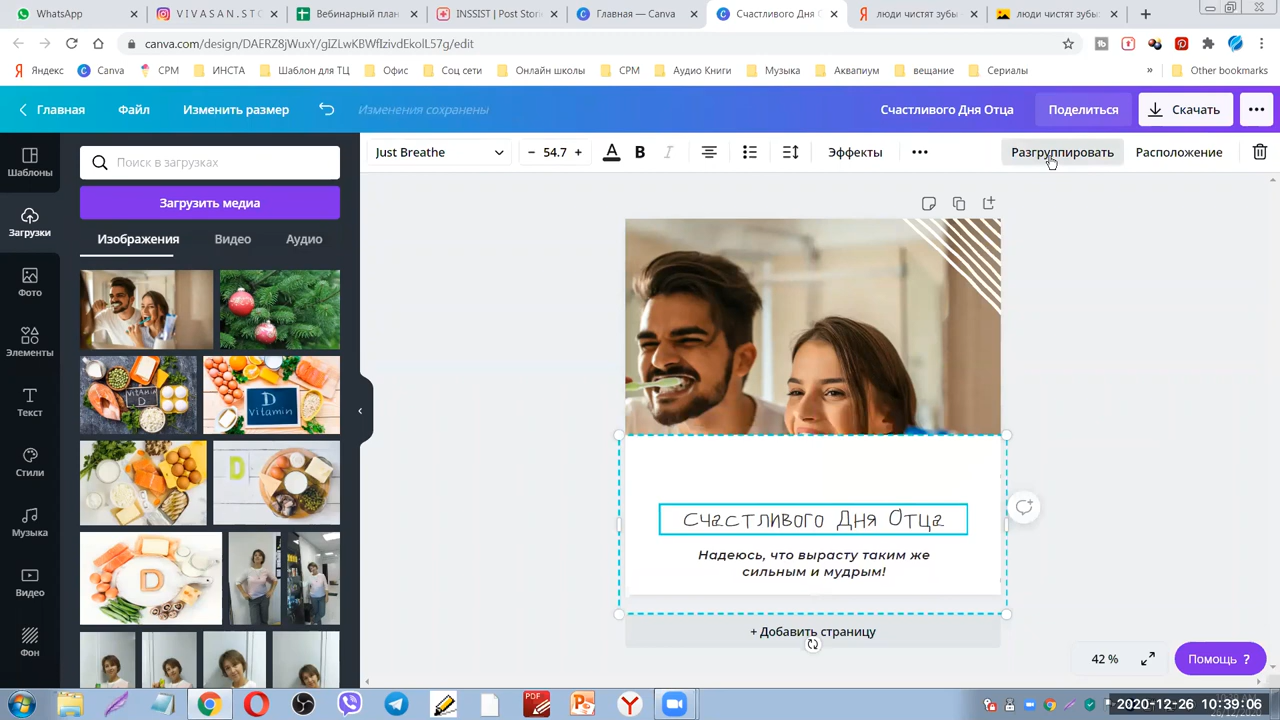 WhatsApp
V I V A S A N . S T O
Вебинарный план
INSSIST | Post Stories
Главная — Canva
Счастливого Дня О
люди чистят зубы
люди чистят зубы
canva.com/design/DAERZ8jWuxY/gIZLwKBWfIzivdEkolL57g/edit
Яндекс
Canva
CPM
ИНСТА
Шаблон для ТЦ
Офис
Соц сети
Онлайн школы
CPM
Аудио Книги
Музыка
Аквапиум
вещание
Сериалы
»
Other bookmarks
Главная
Файл
Изменить размер
Изменения сохранены
Счастливого Дня Отца
Поделиться
Скачать
Шаблоны
Загрузки
Фото
Элементы
Текст
Стили
Музыка
Видео
Фон
Поиск в загрузках
Загрузить медиа
Изображения
Видео
Аудио
D
vitamin
Just Breathe
− 54.7 +
A
B
I
Эффекты
Разгруппировать
Расположение
Счастливого Дня Отца
Надеюсь, что вырасту таким же
сильным и мудрым!
+ Добавить страницу
42 %
Помощь ?
2020-12-26 10:39:06